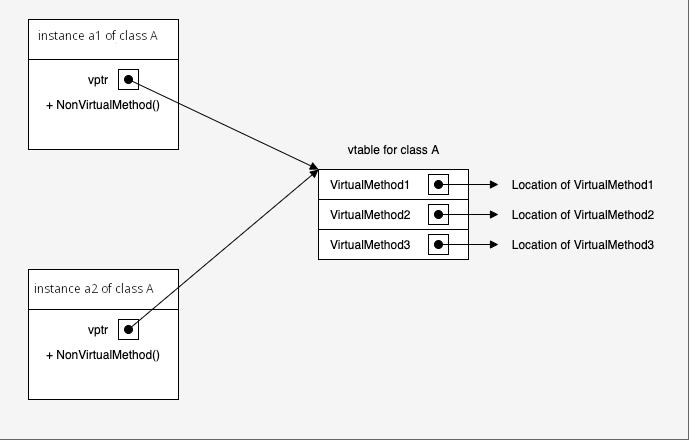 instance a1 of class A
vptr
+ NonVirtualMethod()
vtable for class A
VirtualMethod1
Location of VirtualMethod1
VirtualMethod2
Location of VirtualMethod2
VirtualMethod3
Location of VirtualMethod3
instance a2 of class A
vptr
+ NonVirtualMethod()